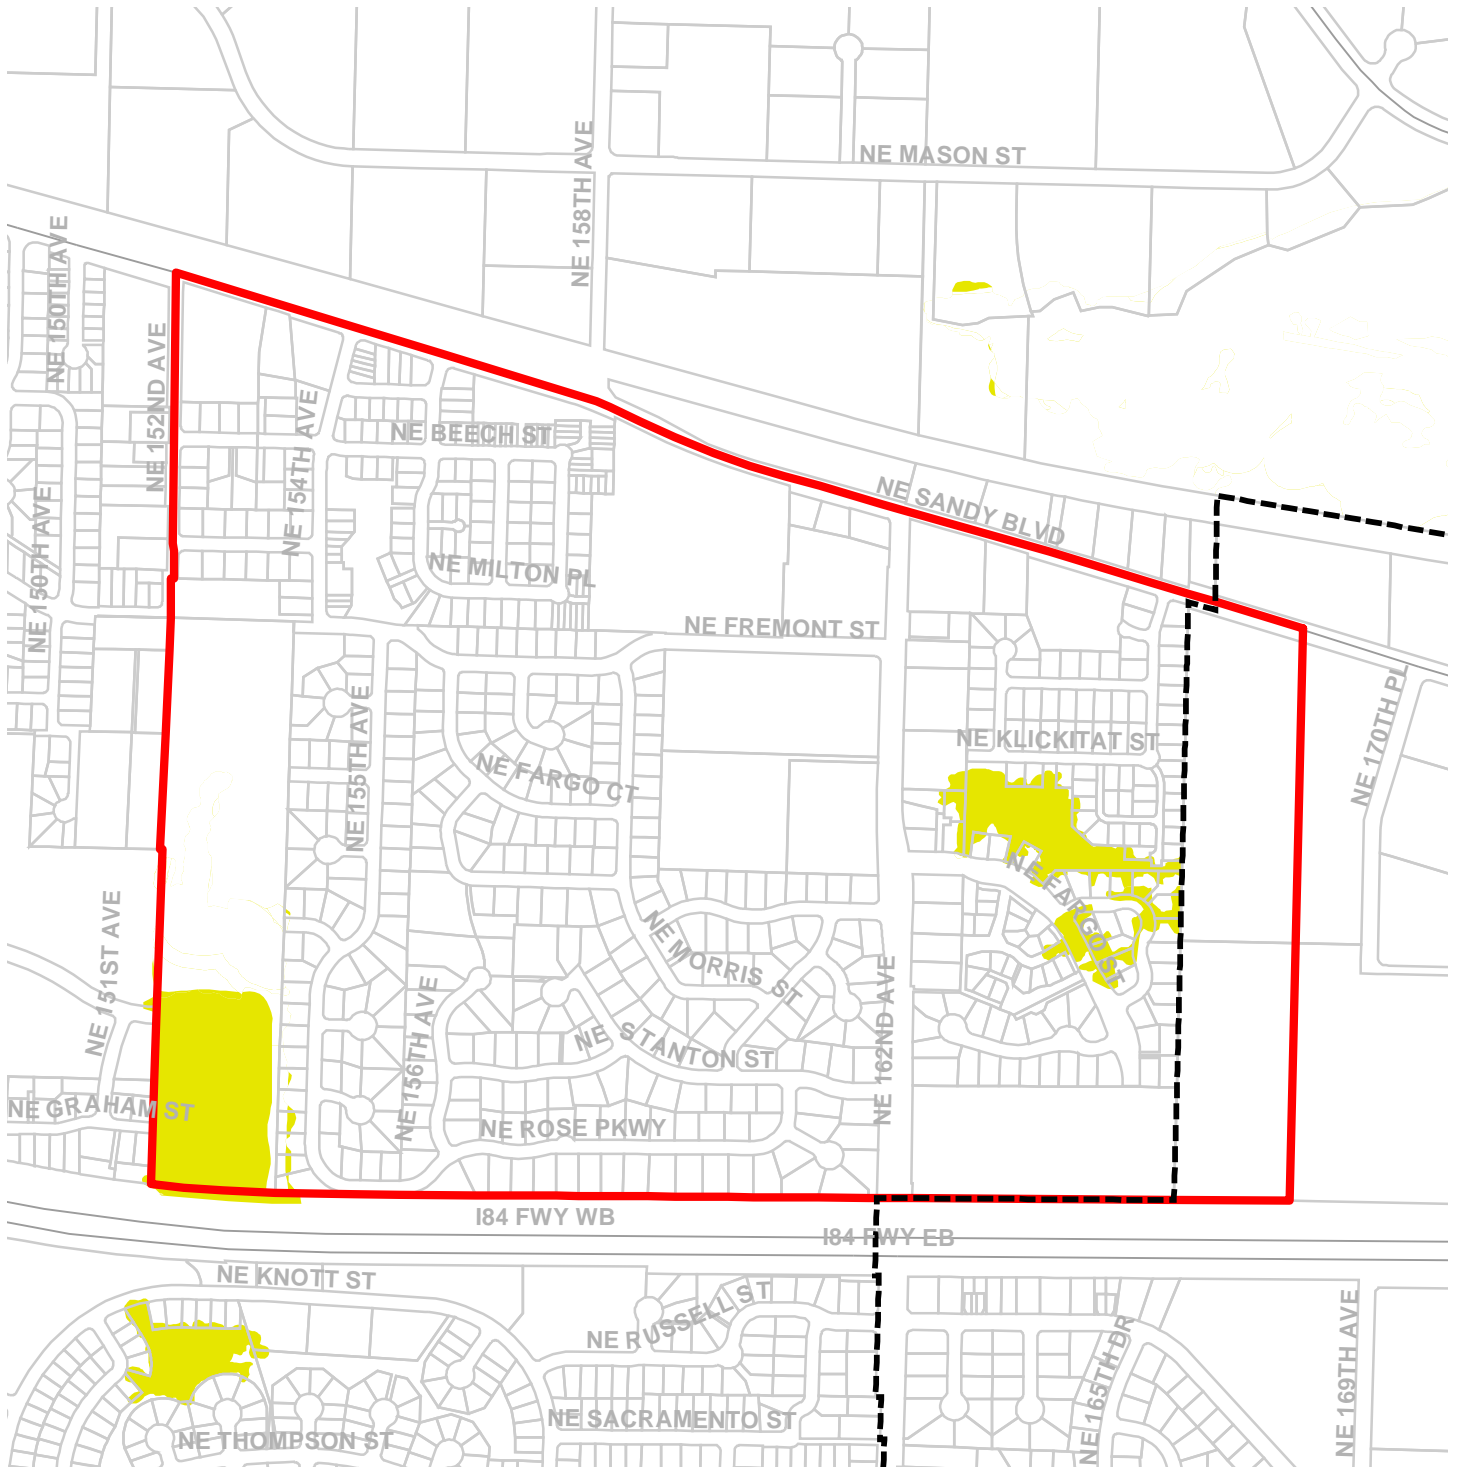 NE MASON ST
NE 158TH AVE
NE 150TH AVE
NE 152ND AVE
NE 154TH AVE
NE BEECH ST
NE SANDY BLVD
NE 150TH AVE
NE MILTON PL
NE FREMONT ST
NE 170TH PL
NE 155TH AVE
NE KLICKITAT ST
NE FARGO CT
NE FARGO ST
NE 151ST AVE
NE MORRIS ST
NE 162ND AVE
NE 156TH AVE
NE STANTON ST
NE GRAHAM ST
NE ROSE PKWY
I84 FWY WB
I84 FWY EB
NE KNOTT ST
NE RUSSELL ST
NE 165TH DR
NE 169TH AVE
NE SACRAMENTO ST
NE THOMPSON ST